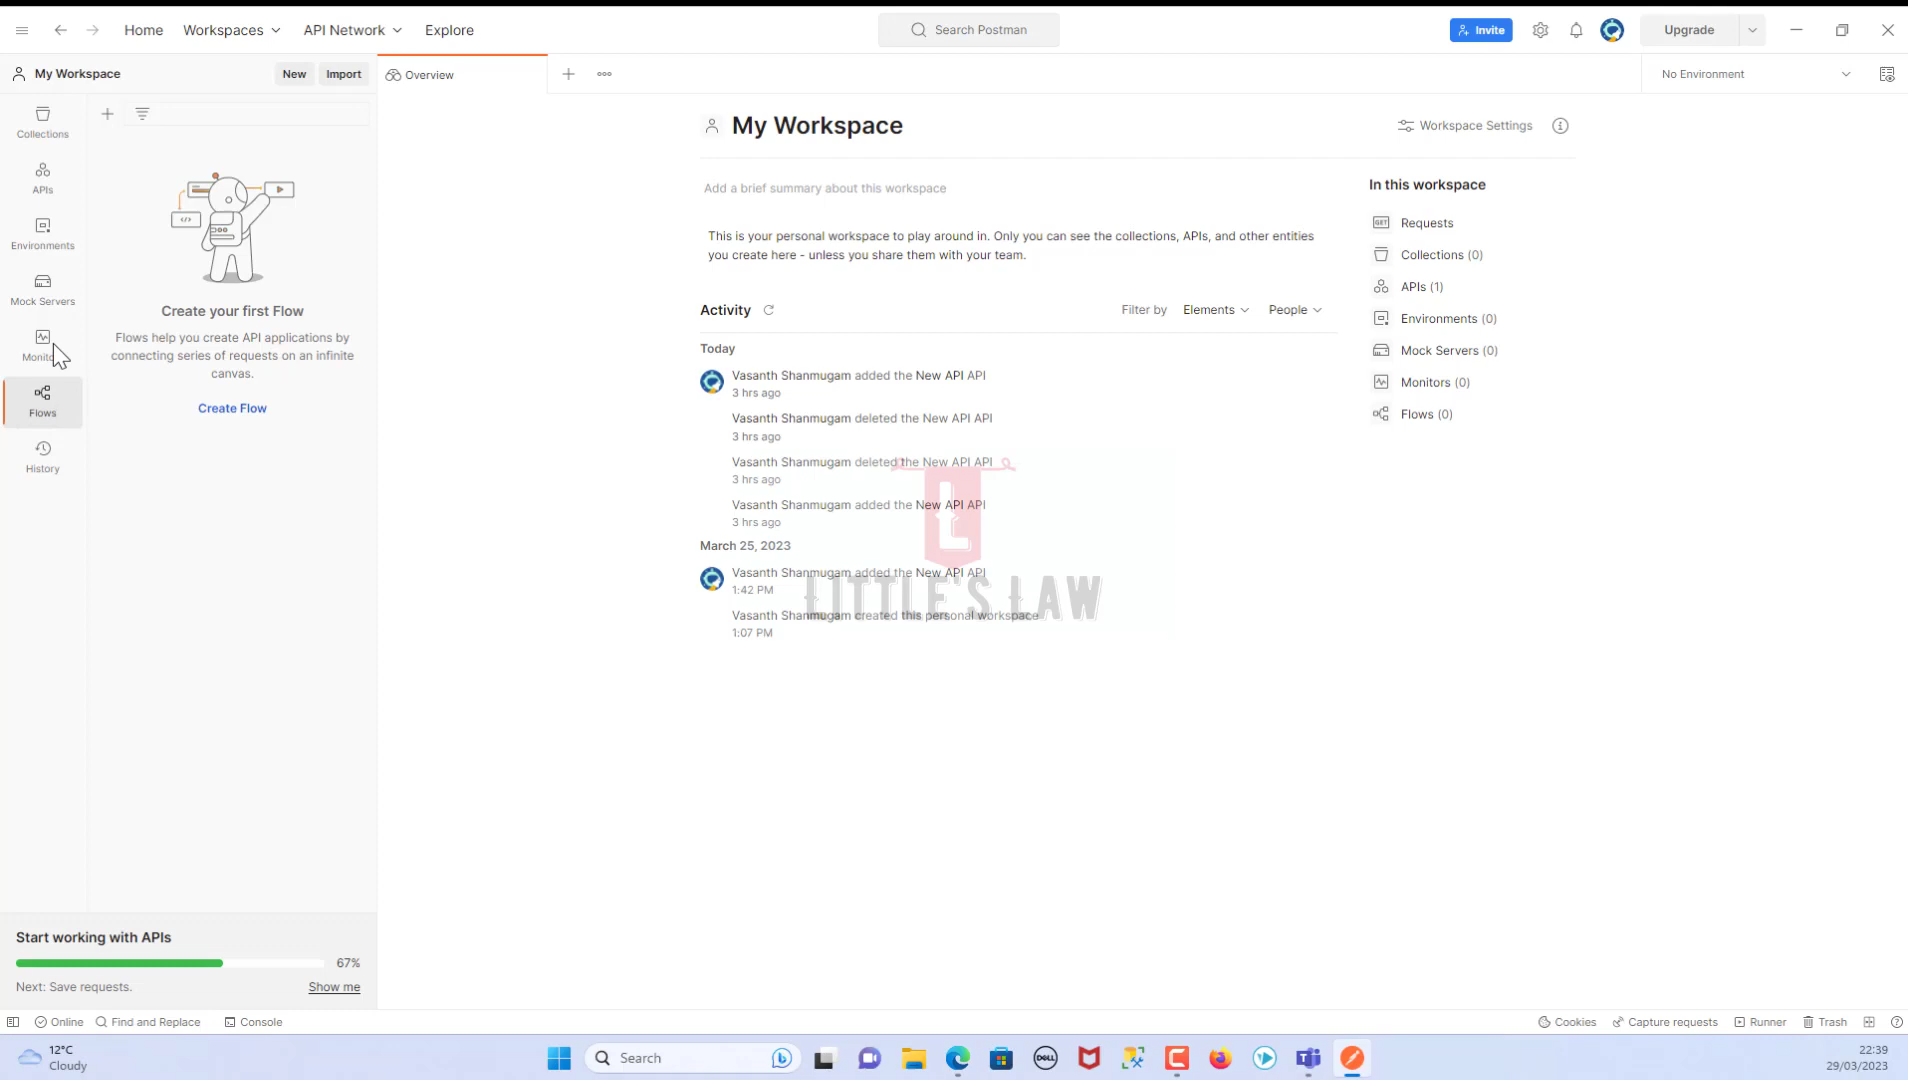 Home
Workspaces
API Network
Explore
Search Postman
Invite
Upgrade
My Workspace
New
Import
Overview
No Environment
Collections
APIs
Environments
Mock Servers
Flows
History
Create your first Flow
Flows help you create API applications by
connecting series of requests on an infinite
canvas.
Create Flow
My Workspace
Workspace Settings
Add a brief summary about this workspace
This is your personal workspace to play around in. Only you can see the collections, APIs, and other entities
you create here - unless you share them with your team.
Activity
Filter by
Elements
People
Today
Vasanth Shanmugam added the New API API
3 hrs ago
Vasanth Shanmugam deleted the New API API
3 hrs ago
Vasanth Shanmugam deleted the New API API
3 hrs ago
Vasanth Shanmugam added the New API API
3 hrs ago
March 25, 2023
Vasanth Shanmugam added the New API API
1:42 PM
Vasanth Shanmugam created this personal workspace
1:07 PM
L
LITTLE'S LAW
In this workspace
GET Requests
Collections (0)
APIs (1)
Environments (0)
Mock Servers (0)
Monitors (0)
Flows (0)
Start working with APIs
67%
Next: Save requests.
Show me
Online
Find and Replace
Console
Cookies
Capture requests
Runner
Trash
12°C
Cloudy
Search
DELL
22:39
29/03/2023